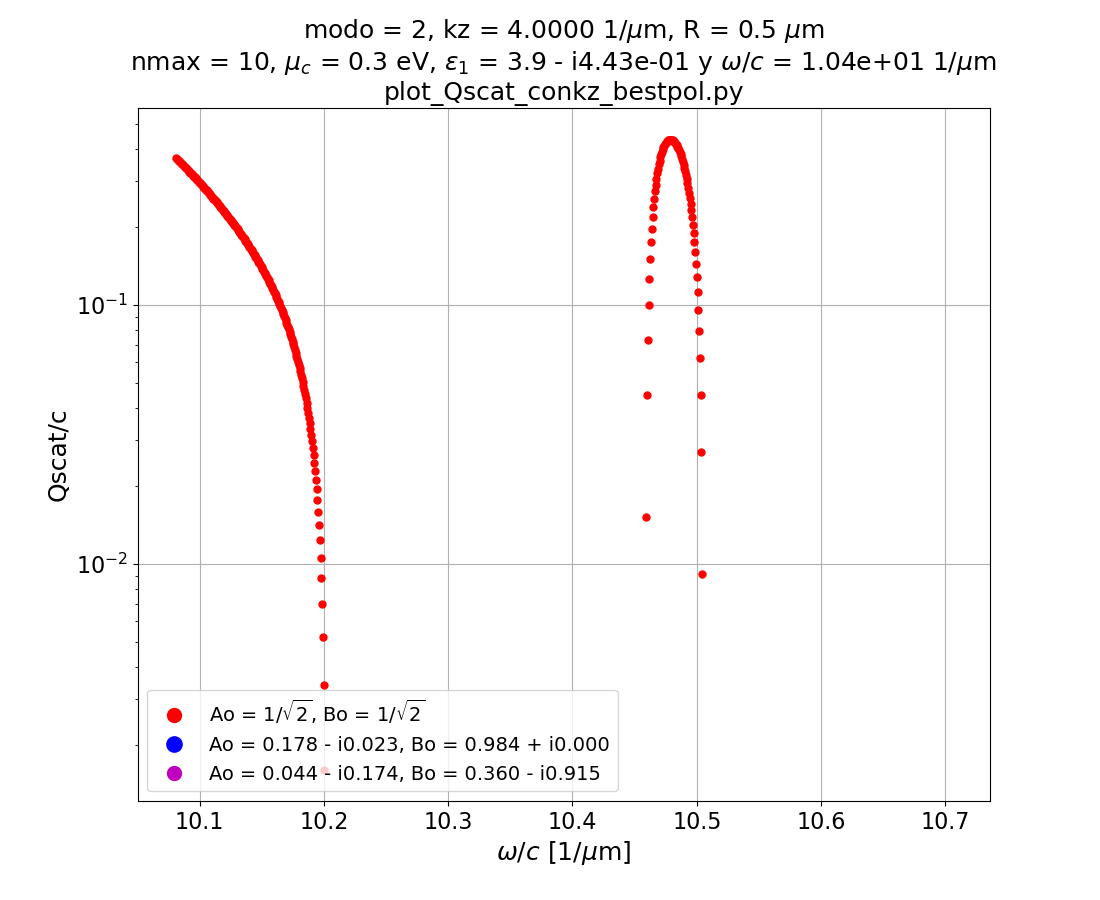 modo = 2, kz = 4.0000 1/μm, R = 0.5 μm
nmax = 10, μ_c = 0.3 eV, ε₁ = 3.9 - i4.43e-01 y ω/c = 1.04e+01 1/μm
plot_Qscat_conkz_bestpol.py
Qscat/c
10⁻¹
10⁻²
Ao = 1/√2, Bo = 1/√2
Ao = 0.178 - i0.023, Bo = 0.984 + i0.000
Ao = 0.044 - i0.174, Bo = 0.360 - i0.915
10.1 10.2 10.3 10.4 10.5 10.6 10.7
ω/c [1/μm]